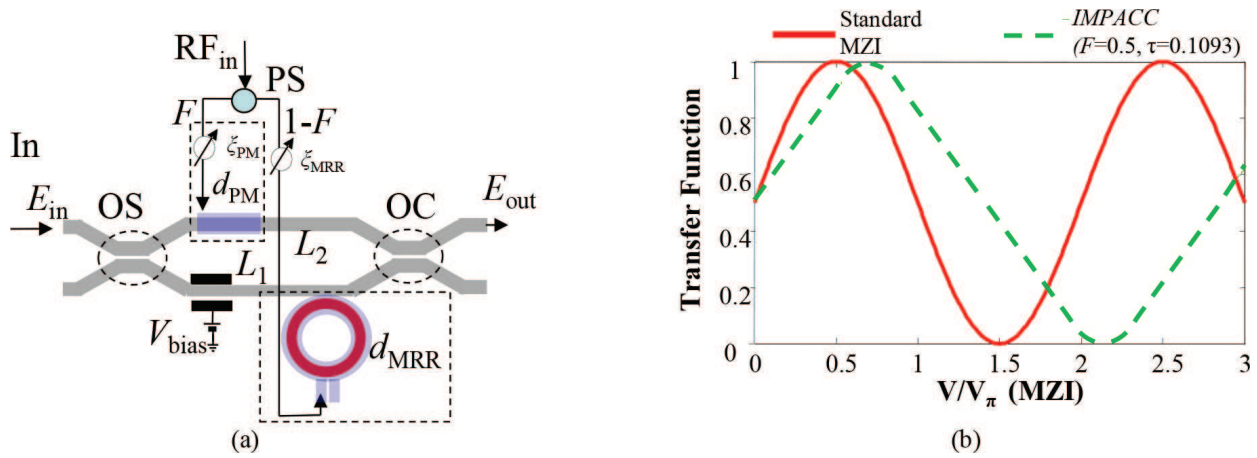 RFin
PS
F
1-F
ξPM
ξMRR
In
dPM
Ein
OS
OC
Eout
L2
L1
Vbias
dMRR
(a)
Standard
MZI
IMPACC
(F=0.5, τ=0.1093)
Transfer Function
1
0.8
0.6
0.4
0.2
0
0
0.5
1
1.5
2
2.5
3
V/Vπ (MZI)
(b)